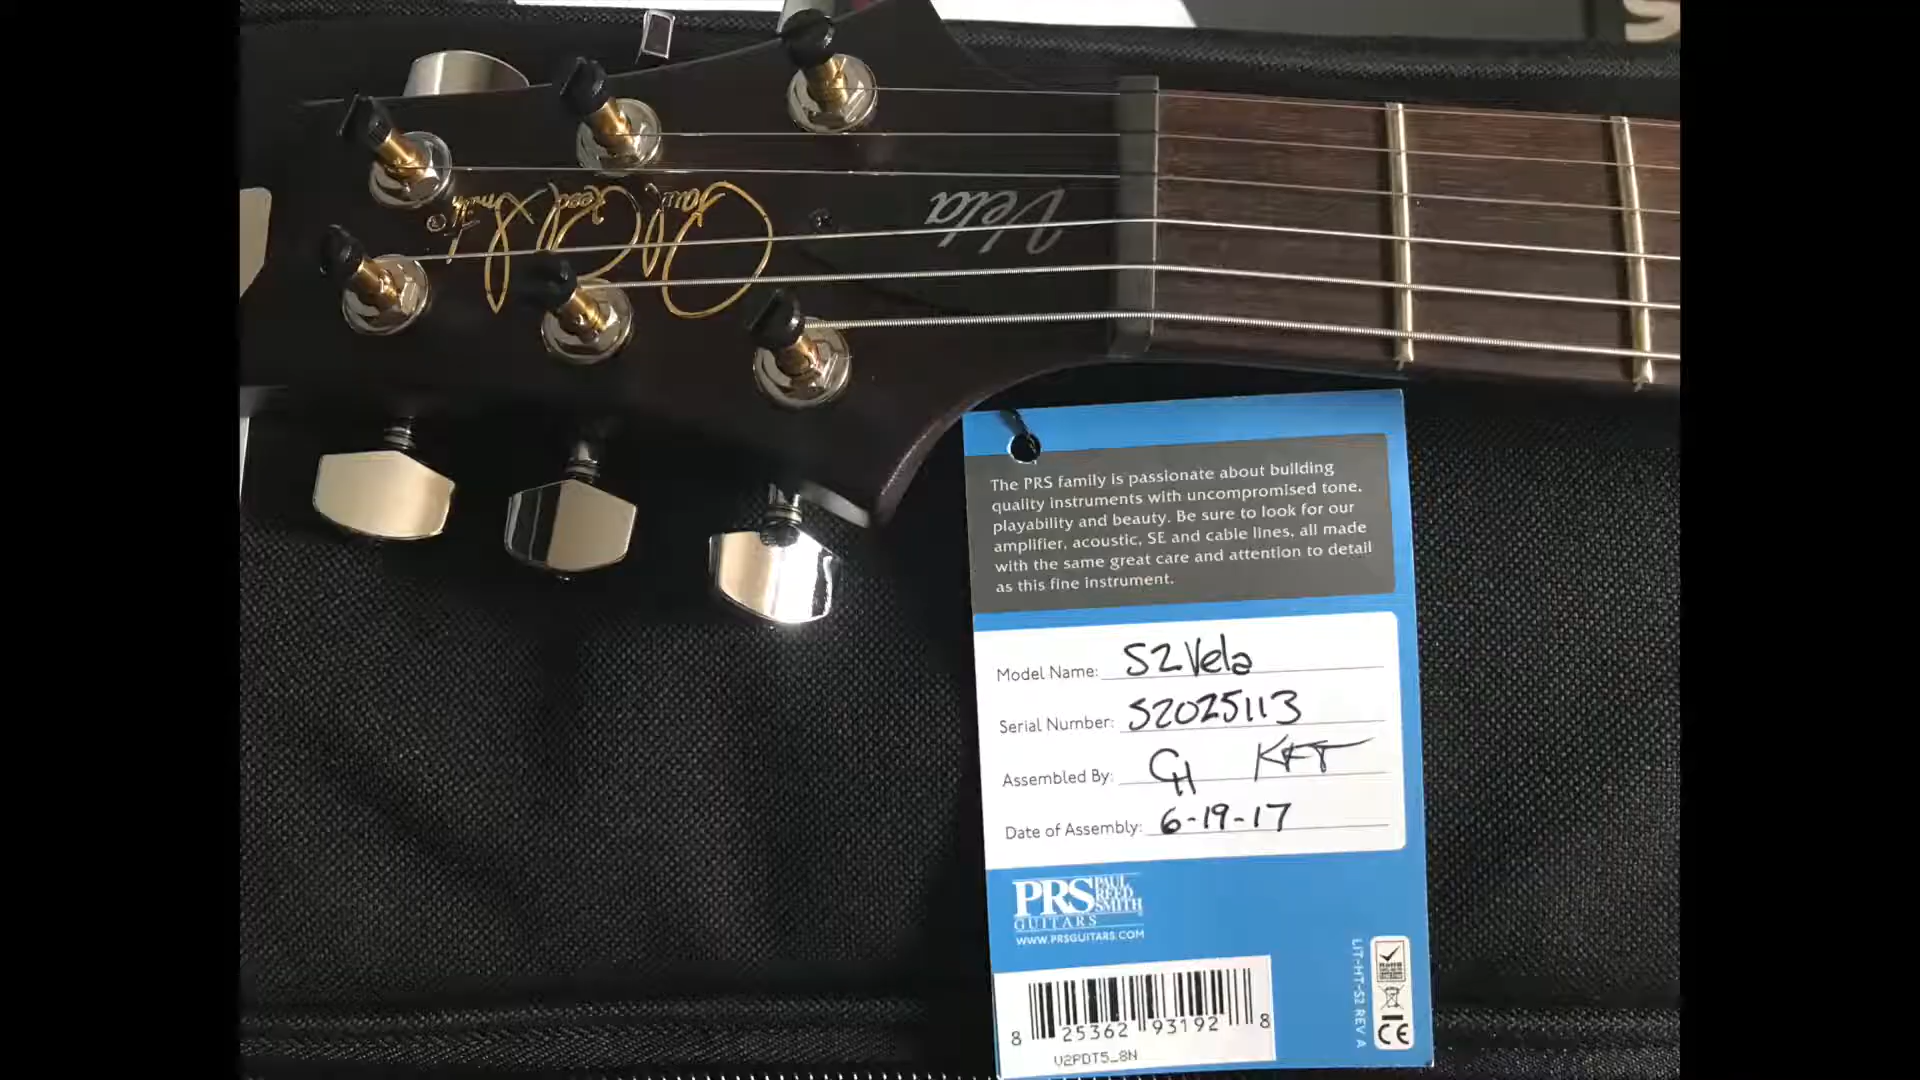 Paul Reed Smith
Vela
The PRS family is passionate about building
quality instruments with uncompromised tone,
playability and beauty. Be sure to look for our
amplifier, acoustic, SE and cable lines, all made
with the same great care and attention to detail
as this fine instrument.
Model Name: S2 Vela
Serial Number: S2025113
Assembled By: CH KFT
Date of Assembly: 6-19-17
PRS PAUL REED SMITH
GUITARS
WWW.PRSGUITARS.COM
8 25362 93192 8
V2PDT5_8N
LIT-HT-S2 REV A
CE